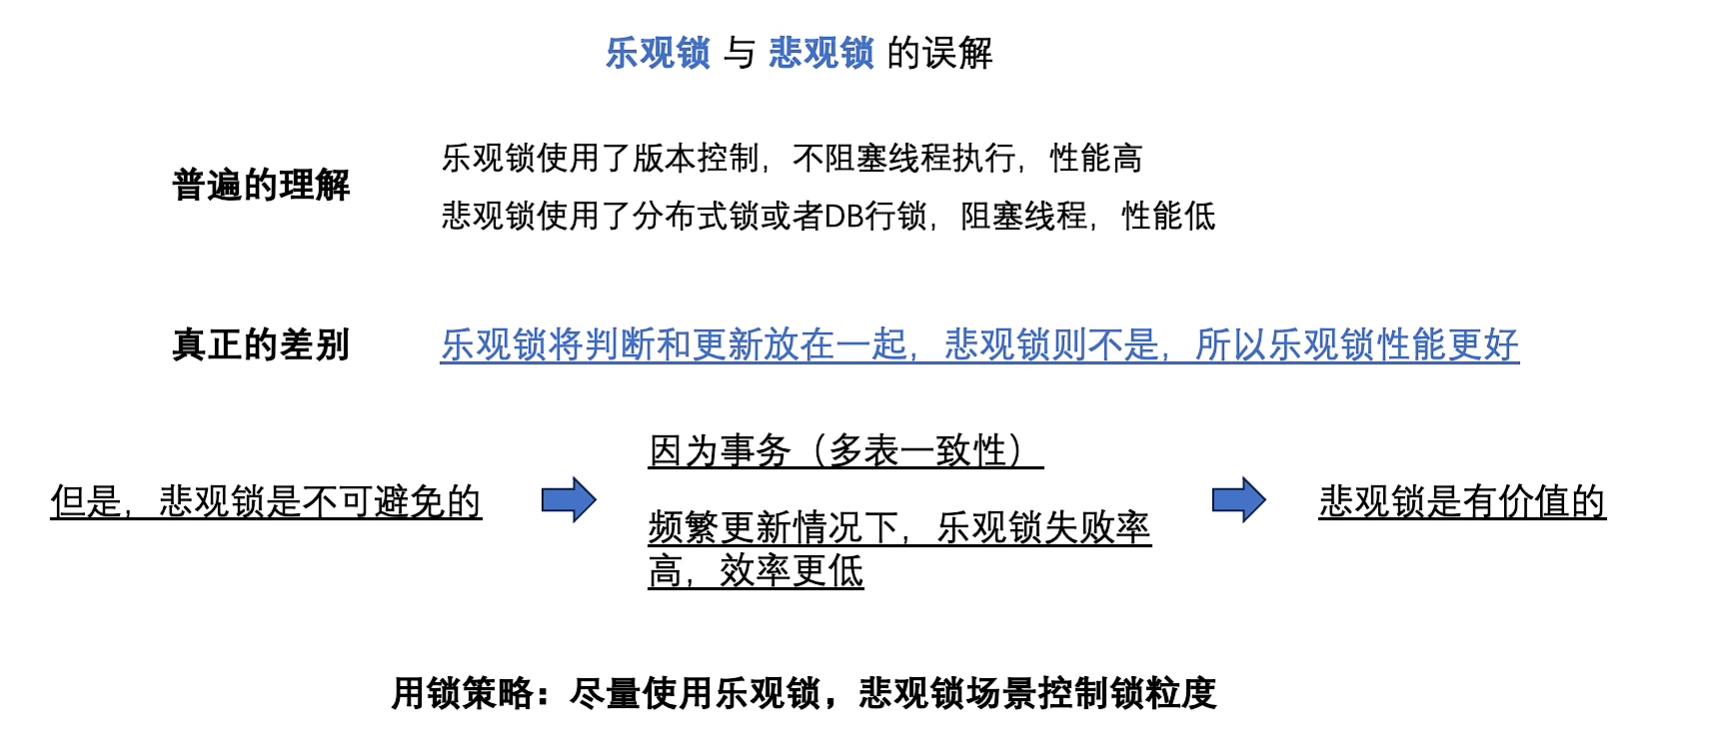 乐观锁 与 悲观锁 的误解
普遍的理解
乐观锁使用了版本控制，不阻塞线程执行，性能高
悲观锁使用了分布式锁或者DB行锁，阻塞线程，性能低
真正的差别
乐观锁将判断和更新放在一起，悲观锁则不是，所以乐观锁性能更好
但是，悲观锁是不可避免的
因为事务（多表一致性）
频繁更新情况下，乐观锁失败率
高，效率更低
悲观锁是有价值的
用锁策略：尽量使用乐观锁，悲观锁场景控制锁粒度